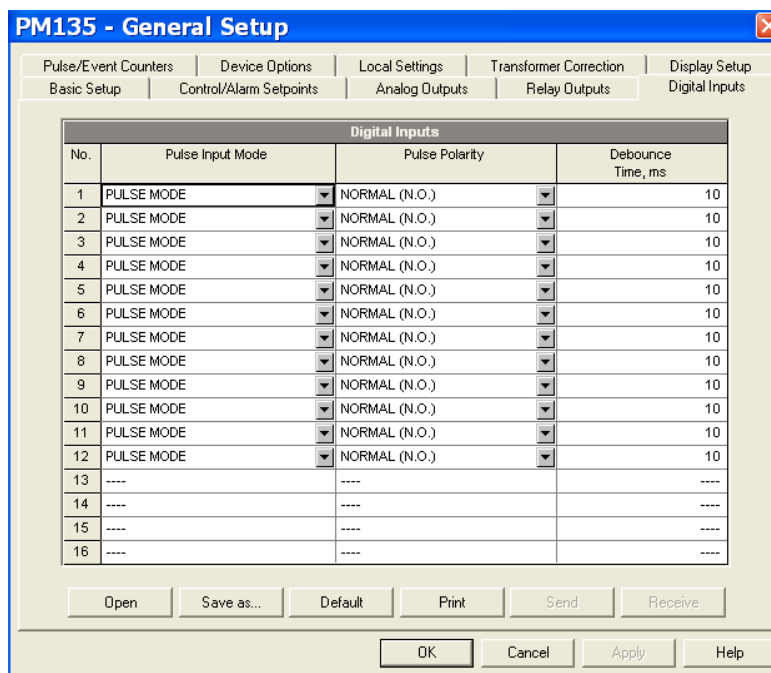 PM135 - General Setup
Pulse/Event Counters Device Options Local Settings Transformer Correction Display Setup
Basic Setup Control/Alarm Setpoints Analog Outputs Relay Outputs Digital Inputs
Digital Inputs
No. Pulse Input Mode Pulse Polarity Debounce
Time, ms
1 PULSE MODE NORMAL (N.O.) 10
2 PULSE MODE NORMAL (N.O.) 10
3 PULSE MODE NORMAL (N.O.) 10
4 PULSE MODE NORMAL (N.O.) 10
5 PULSE MODE NORMAL (N.O.) 10
6 PULSE MODE NORMAL (N.O.) 10
7 PULSE MODE NORMAL (N.O.) 10
8 PULSE MODE NORMAL (N.O.) 10
9 PULSE MODE NORMAL (N.O.) 10
10 PULSE MODE NORMAL (N.O.) 10
11 PULSE MODE NORMAL (N.O.) 10
12 PULSE MODE NORMAL (N.O.) 10
13 ---- ---- ----
14 ---- ---- ----
15 ---- ---- ----
16 ---- ---- ----
Open Save as... Default Print Send Receive
OK Cancel Apply Help